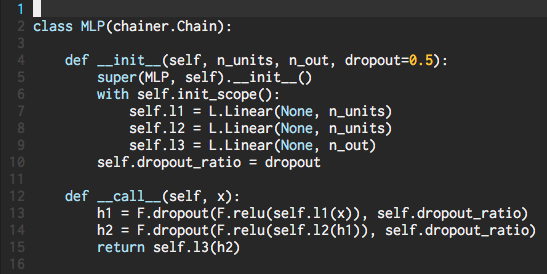 1
2 class MLP(chainer.Chain):
3
4     def __init__(self, n_units, n_out, dropout=0.5):
5         super(MLP, self).__init__()
6         with self.init_scope():
7             self.l1 = L.Linear(None, n_units)
8             self.l2 = L.Linear(None, n_units)
9             self.l3 = L.Linear(None, n_out)
10         self.dropout_ratio = dropout
11
12     def __call__(self, x):
13         h1 = F.dropout(F.relu(self.l1(x)), self.dropout_ratio)
14         h2 = F.dropout(F.relu(self.l2(h1)), self.dropout_ratio)
15         return self.l3(h2)
16